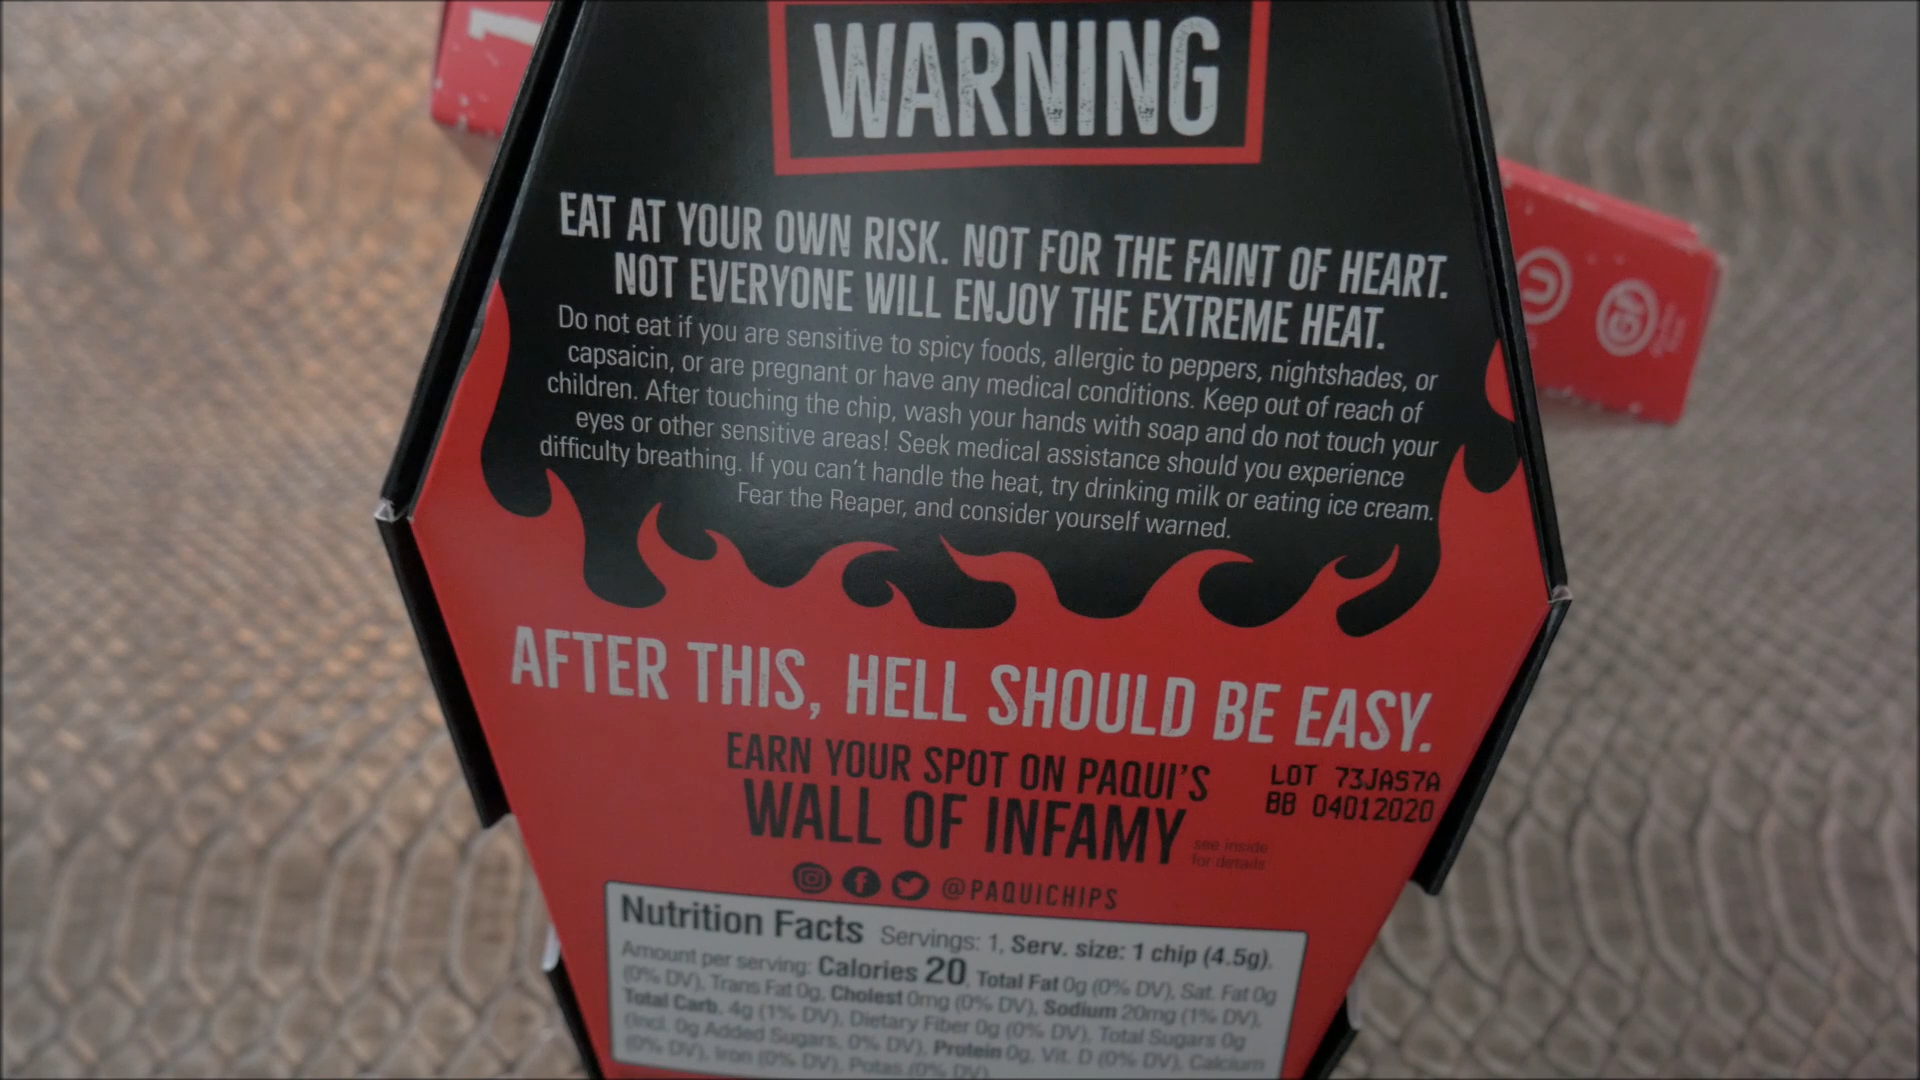 1
WARNING
EAT AT YOUR OWN RISK. NOT FOR THE FAINT OF HEART.
NOT EVERYONE WILL ENJOY THE EXTREME HEAT.
Do not eat if you are sensitive to spicy foods, allergic to peppers, nightshades, or
capsaicin, or are pregnant or have any medical conditions. Keep out of reach of
children. After touching the chip, wash your hands with soap and do not touch your
eyes or other sensitive areas! Seek medical assistance should you experience
difficulty breathing. If you can't handle the heat, try drinking milk or eating ice cream.
Fear the Reaper, and consider yourself warned.
U
GF
AFTER THIS, HELL SHOULD BE EASY.
EARN YOUR SPOT ON PAQUI'S
WALL OF INFAMY
see inside
for details
LOT 73JAS7A
BB 04012020
@PAQUICHIPS
Nutrition Facts Servings: 1, Serv. size: 1 chip (4.5g),
Amount per serving: Calories 20, Total Fat 0g (0% DV), Sat. Fat 0g
(0% DV), Trans Fat 0g, Cholest 0mg (0% DV), Sodium 20mg (1% DV),
Total Carb. 4g (1% DV), Dietary Fiber 0g (0% DV), Total Sugars 0g
(Incl. 0g Added Sugars, 0% DV), Protein 0g, Vit. D (0% DV), Calcium
(0% DV), Iron (0% DV), Potas. (0% DV)